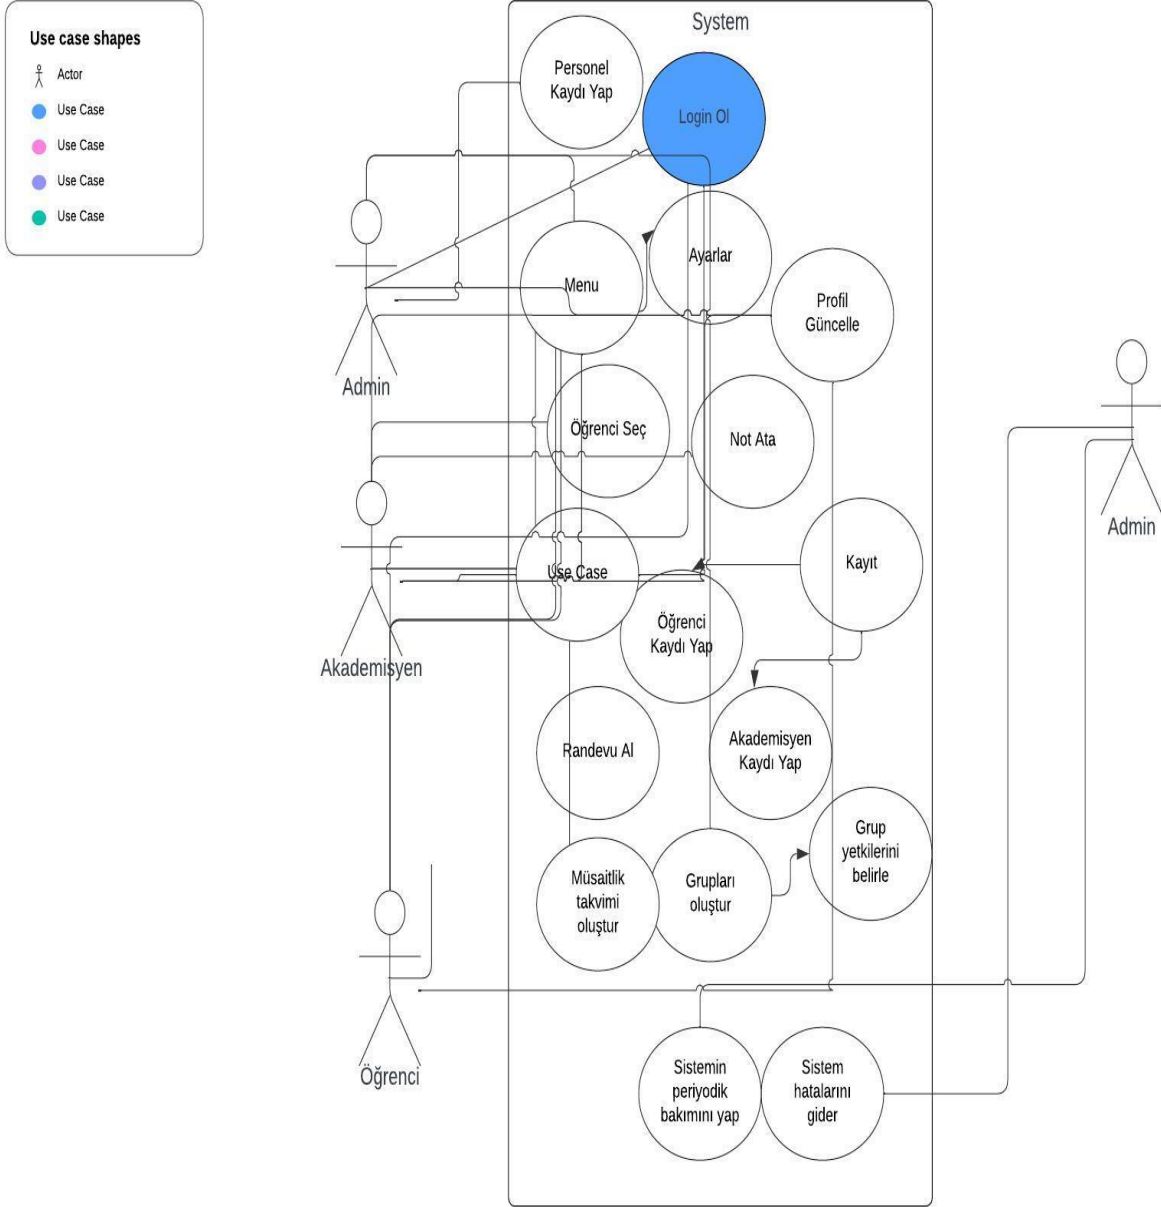 Use case shapes
Actor
Use Case
Use Case
Use Case
Use Case
System
Personel
Kaydı Yap
Login Ol
Menu
Ayarlar
Profil
Güncelle
Admin
Öğrenci Seç
Not Ata
Admin
Use Case
Kayıt
Öğrenci
Kaydı Yap
Akademisyen
Randevu Al
Akademisyen
Kaydı Yap
Grup
yetkilerini
belirle
Müsaitlik
takvimi
oluştur
Grupları
oluştur
Öğrenci
Sistemin
periyodik
bakımını yap
Sistem
hatalarını
gider